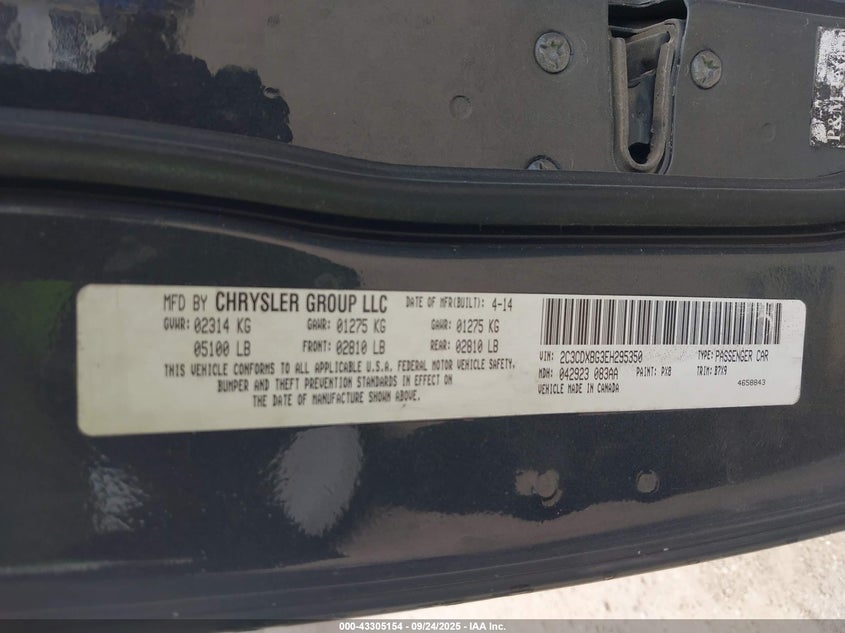 P&M
MFD BY CHRYSLER GROUP LLC DATE OF MFR(BUILT): 4-14
GVWR: 02314 KG GAWR: 01275 KG GAWR: 01275 KG
05100 LB FRONT: 02810 LB REAR: 02810 LB
THIS VEHICLE CONFORMS TO ALL APPLICABLE U.S.A. FEDERAL MOTOR VEHICLE SAFETY,
BUMPER AND THEFT PREVENTION STANDARDS IN EFFECT ON
THE DATE OF MANUFACTURE SHOWN ABOVE.
VIN: 2C3CDXBG3EH295350 TYPE: PASSENGER CAR
MDH: 042923 083AA PAINT: PX8 TRIM: B7X9
VEHICLE MADE IN CANADA 4658843
000-43305154 - 09/24/2025 - IAA Inc.